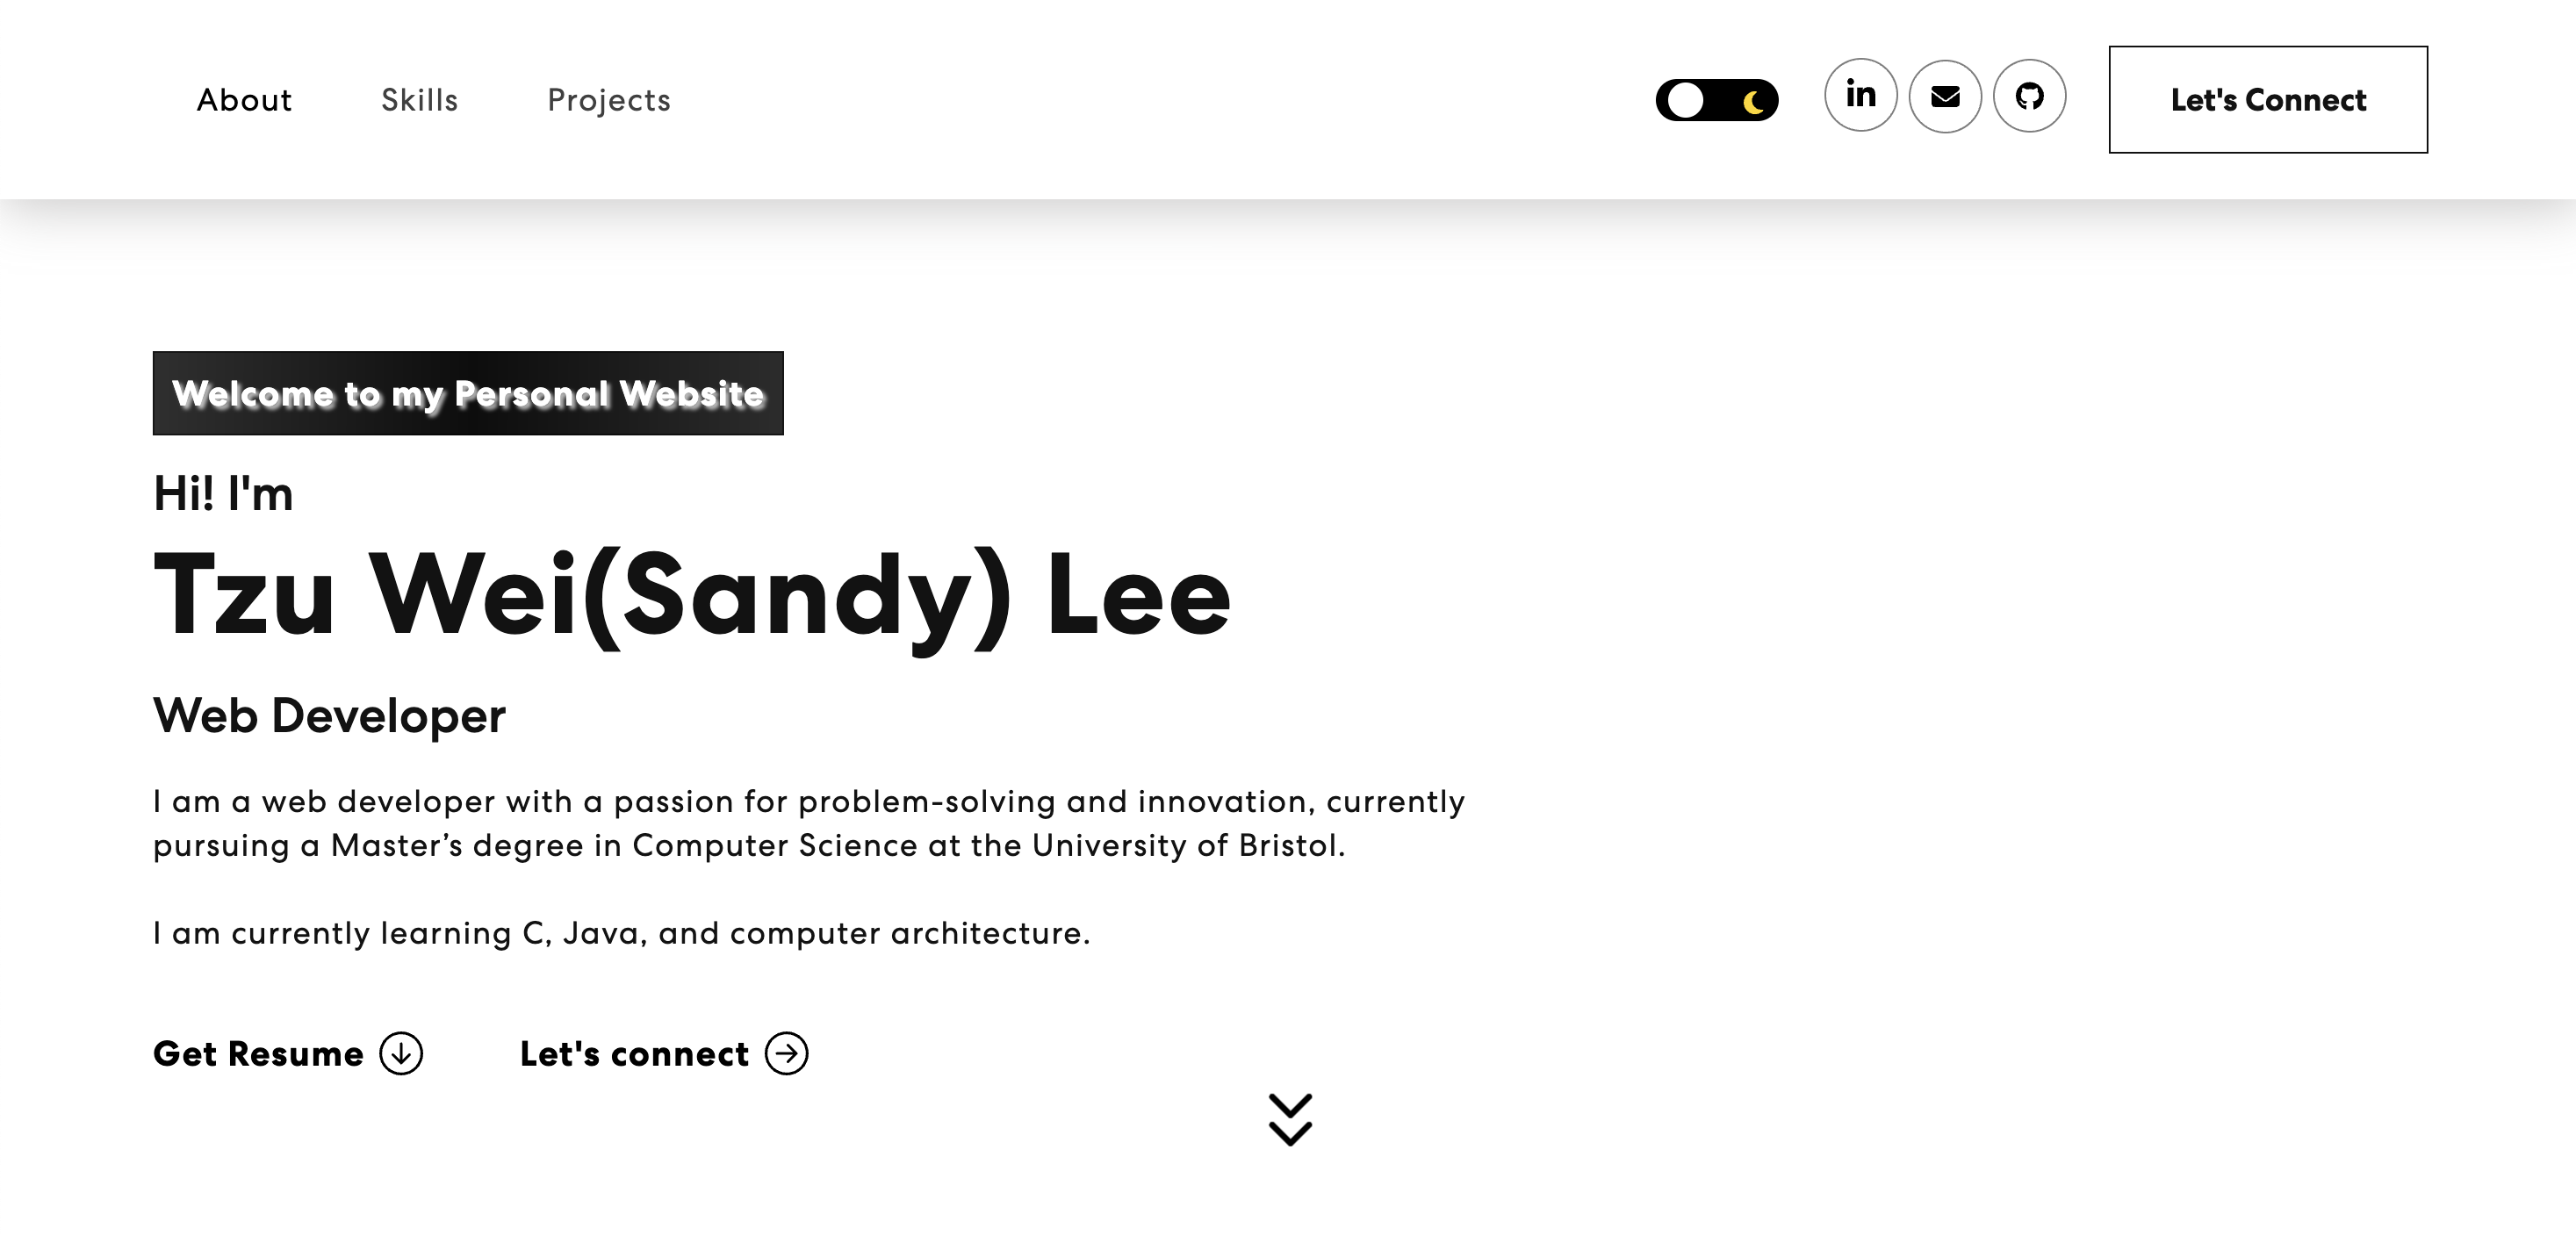 About
Skills
Projects
in
Let's Connect
Welcome to my Personal Website
Hi! I'm
Tzu Wei(Sandy) Lee
Web Developer
I am a web developer with a passion for problem-solving and innovation, currently
pursuing a Master’s degree in Computer Science at the University of Bristol.
I am currently learning C, Java, and computer architecture.
Get Resume
Let's connect